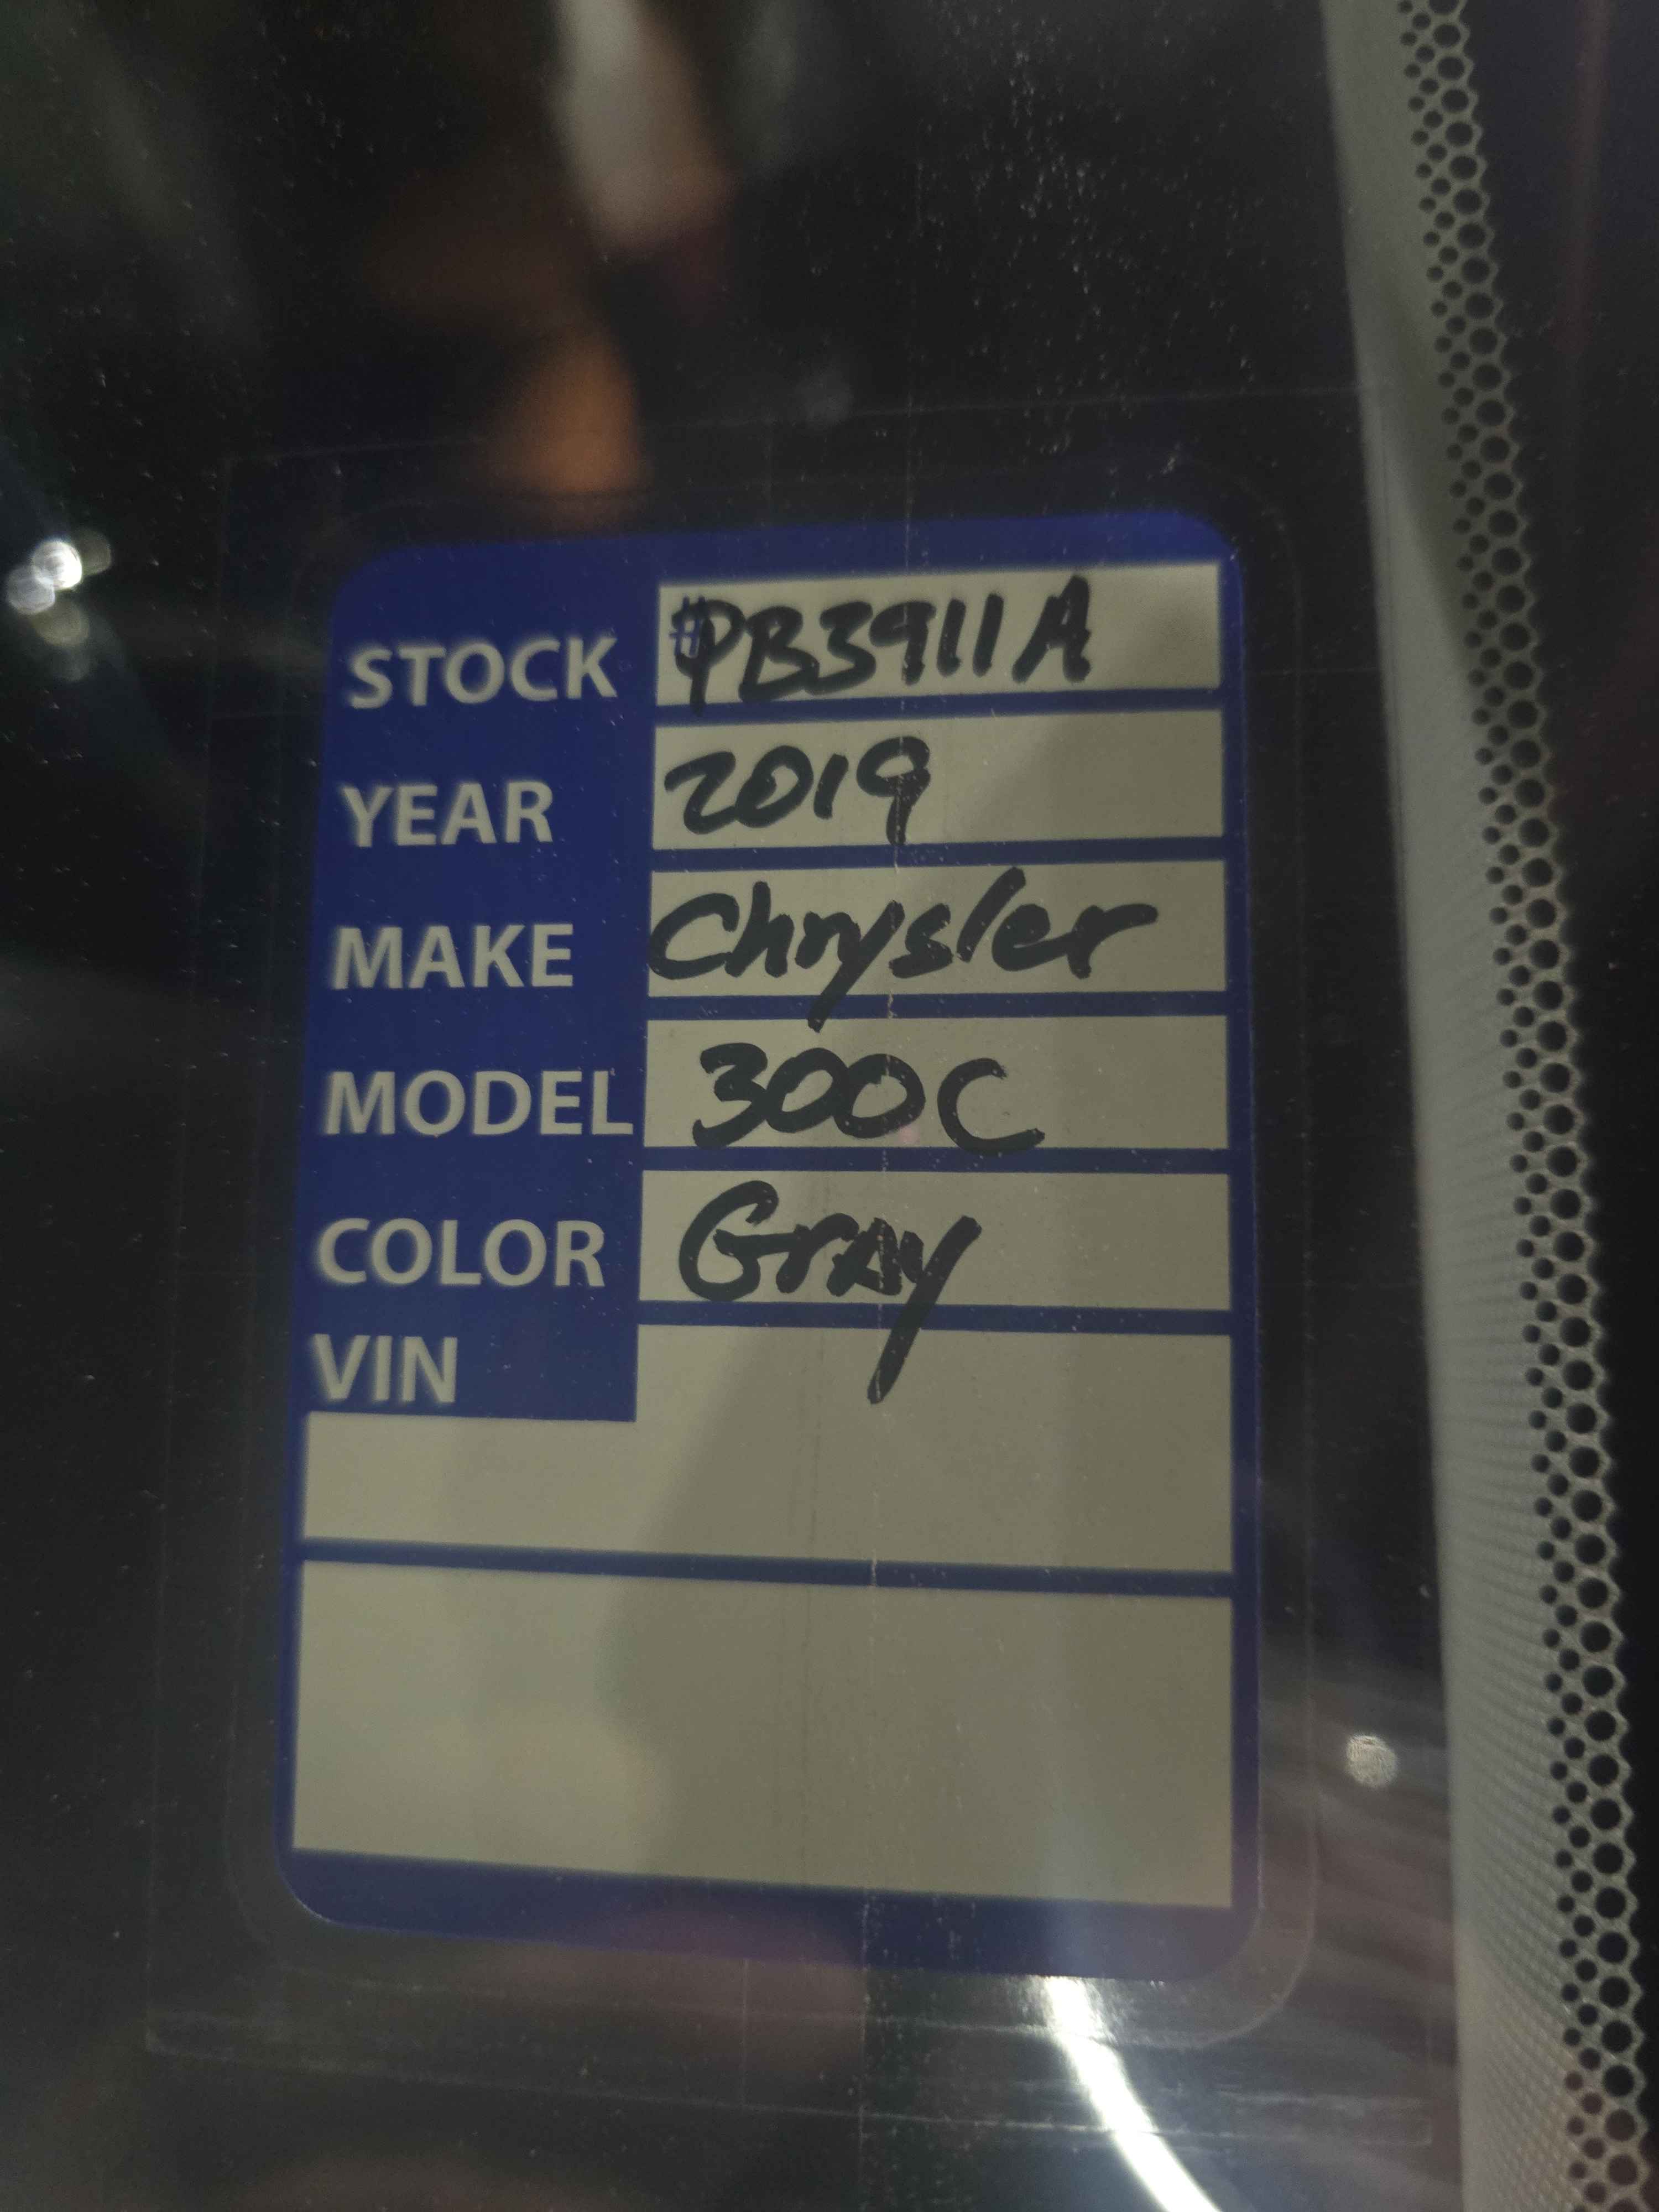 STOCK #PB3911A
YEAR 2019
MAKE Chrysler
MODEL 300C
COLOR Gray
VIN